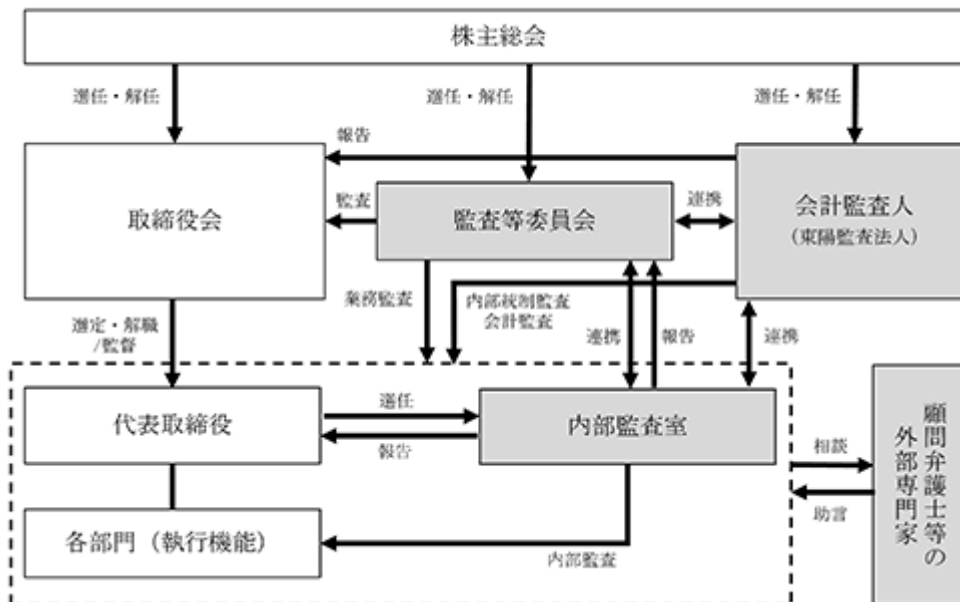 株主総会
選任・解任
選任・解任
選任・解任
報告
取締役会
監査
監査等委員会
連携
会計監査人
(東陽監査法人)
業務監査
内部統制監査
会計監査
選定・解職
/監督
連携
報告
連携
代表取締役
選任
報告
内部監査室
相談
助言
顧問弁護士等の
外部専門家
各部門（執行機能）
内部監査